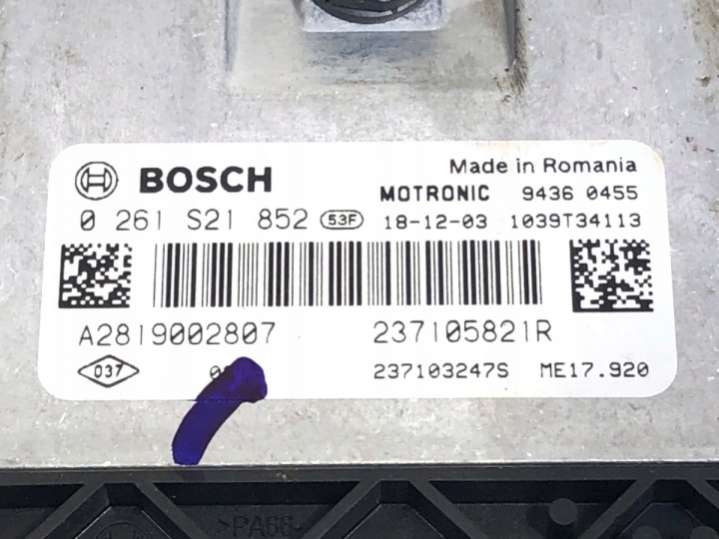 BOSCH Made in Romania
MOTRONIC 9436 0455
0 261 S21 852 53F 18-12-03 1039T34113
A2819002807 237105821R
037 237103247S ME17.920
>PA66-